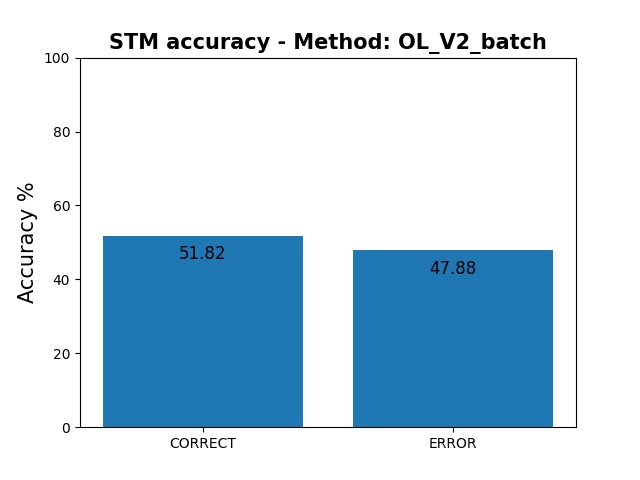 STM accuracy - Method: OL_V2_batch
Accuracy %
100
80
60
40
20
0
51.82
47.88
CORRECT
ERROR